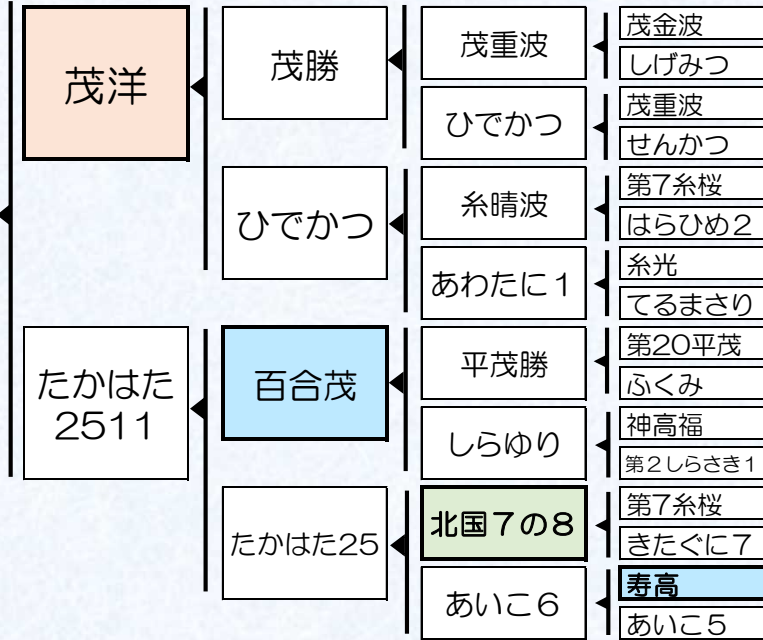 茂洋
たかはた
2511
茂勝
ひでかつ
百合茂
たかはた25
茂重波
ひでかつ
糸晴波
あわたに１
平茂勝
しらゆり
北国７の８
あいこ６
茂金波
しげみつ
茂重波
せんかつ
第7糸桜
はらひめ２
糸光
てるまさり
第20平茂
ふくみ
神高福
第２しらさき１
第7糸桜
きたぐに７
寿高
あいこ５